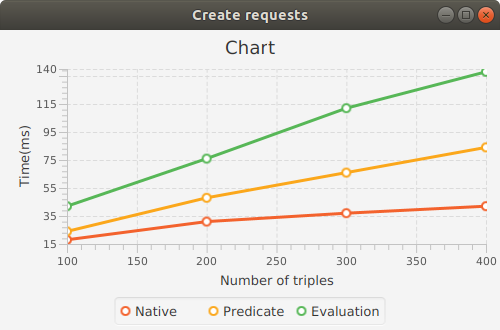 Create requests
Chart
140
115
95
75
55
35
15
Time(ms)
100 150 200 250 300 350 400
Number of triples
Native Predicate Evaluation